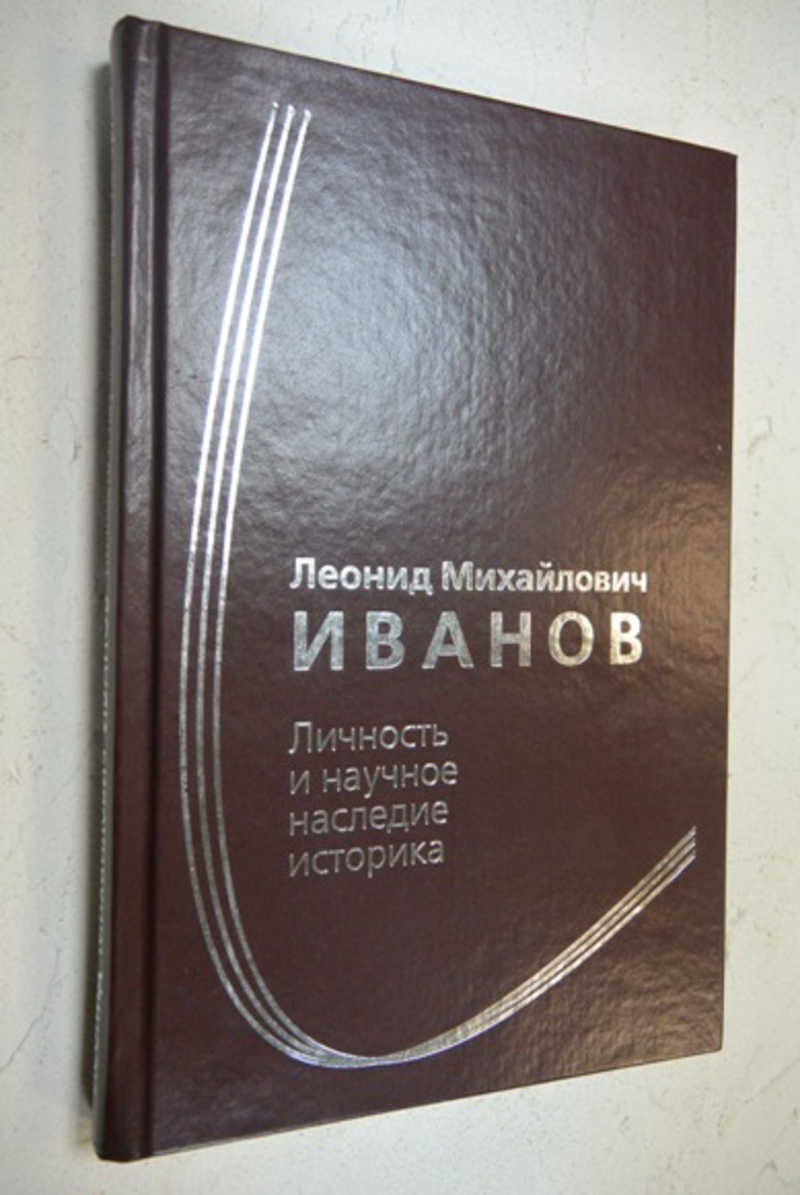 Леонид Михайлович
ИВАНОВ
Личность
и научное
наследие
историка